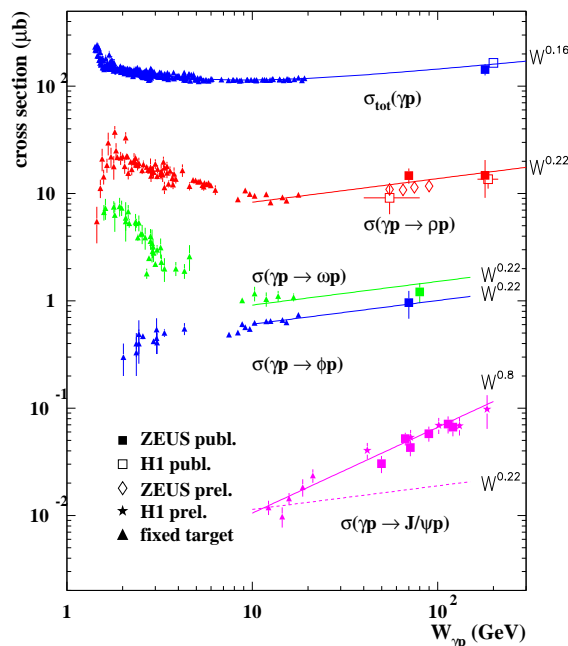 cross section (μb)
10²
10
1
10⁻¹
10⁻²
W^0.16
σ_tot(γp)
W^0.22
σ(γp → ρp)
σ(γp → ωp)
W^0.22
W^0.22
σ(γp → φp)
W^0.8
W^0.22
σ(γp → J/ψp)
ZEUS publ.
H1 publ.
ZEUS prel.
H1 prel.
fixed target
1
10
10²
W_γp (GeV)